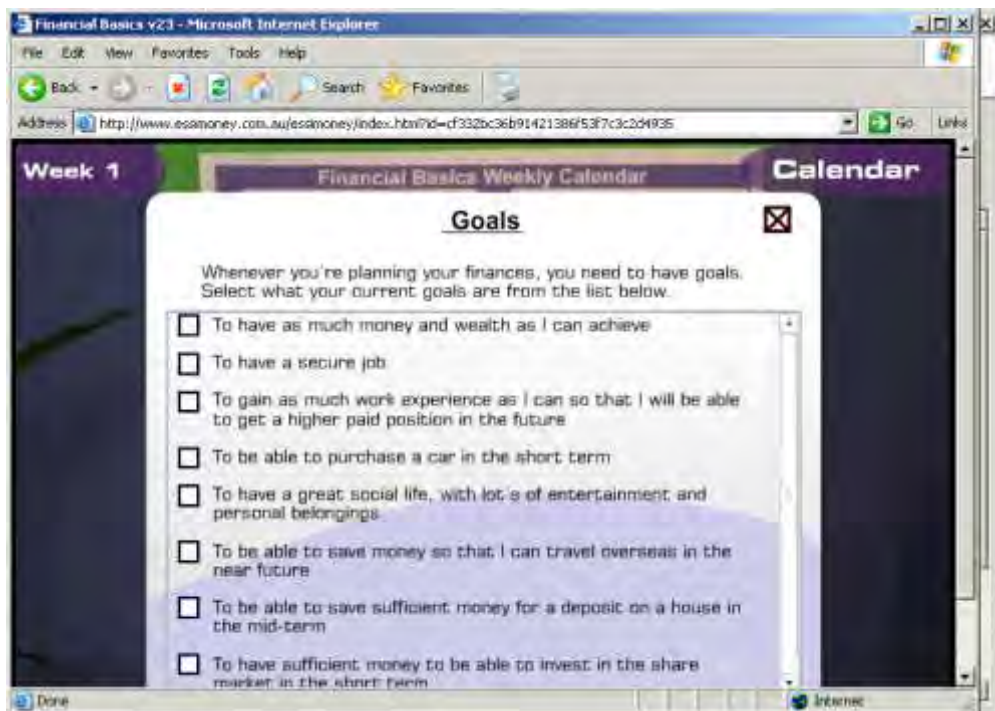 Financial Basics v23 - Microsoft Internet Explorer
File Edit View Favorites Tools Help
Back Search Favorites
Address http://www.essamoney.com.au/essamoney/index.html?id=cf332bc36b91421386f53f7c3c2d4935 Go Links
Week 1 Financial Basics Weekly Calendar Calendar
Goals
Whenever you're planning your finances, you need to have goals.
Select what your current goals are from the list below.
To have as much money and wealth as I can achieve
To have a secure job
To gain as much work experience as I can so that I will be able
to get a higher paid position in the future
To be able to purchase a car in the short term
To have a great social life, with lot's of entertainment and
personal belongings
To be able to save money so that I can travel overseas in the
near future
To be able to save sufficient money for a deposit on a house in
the mid-term
To have sufficient money to be able to invest in the share
market in the short term
Done Internet